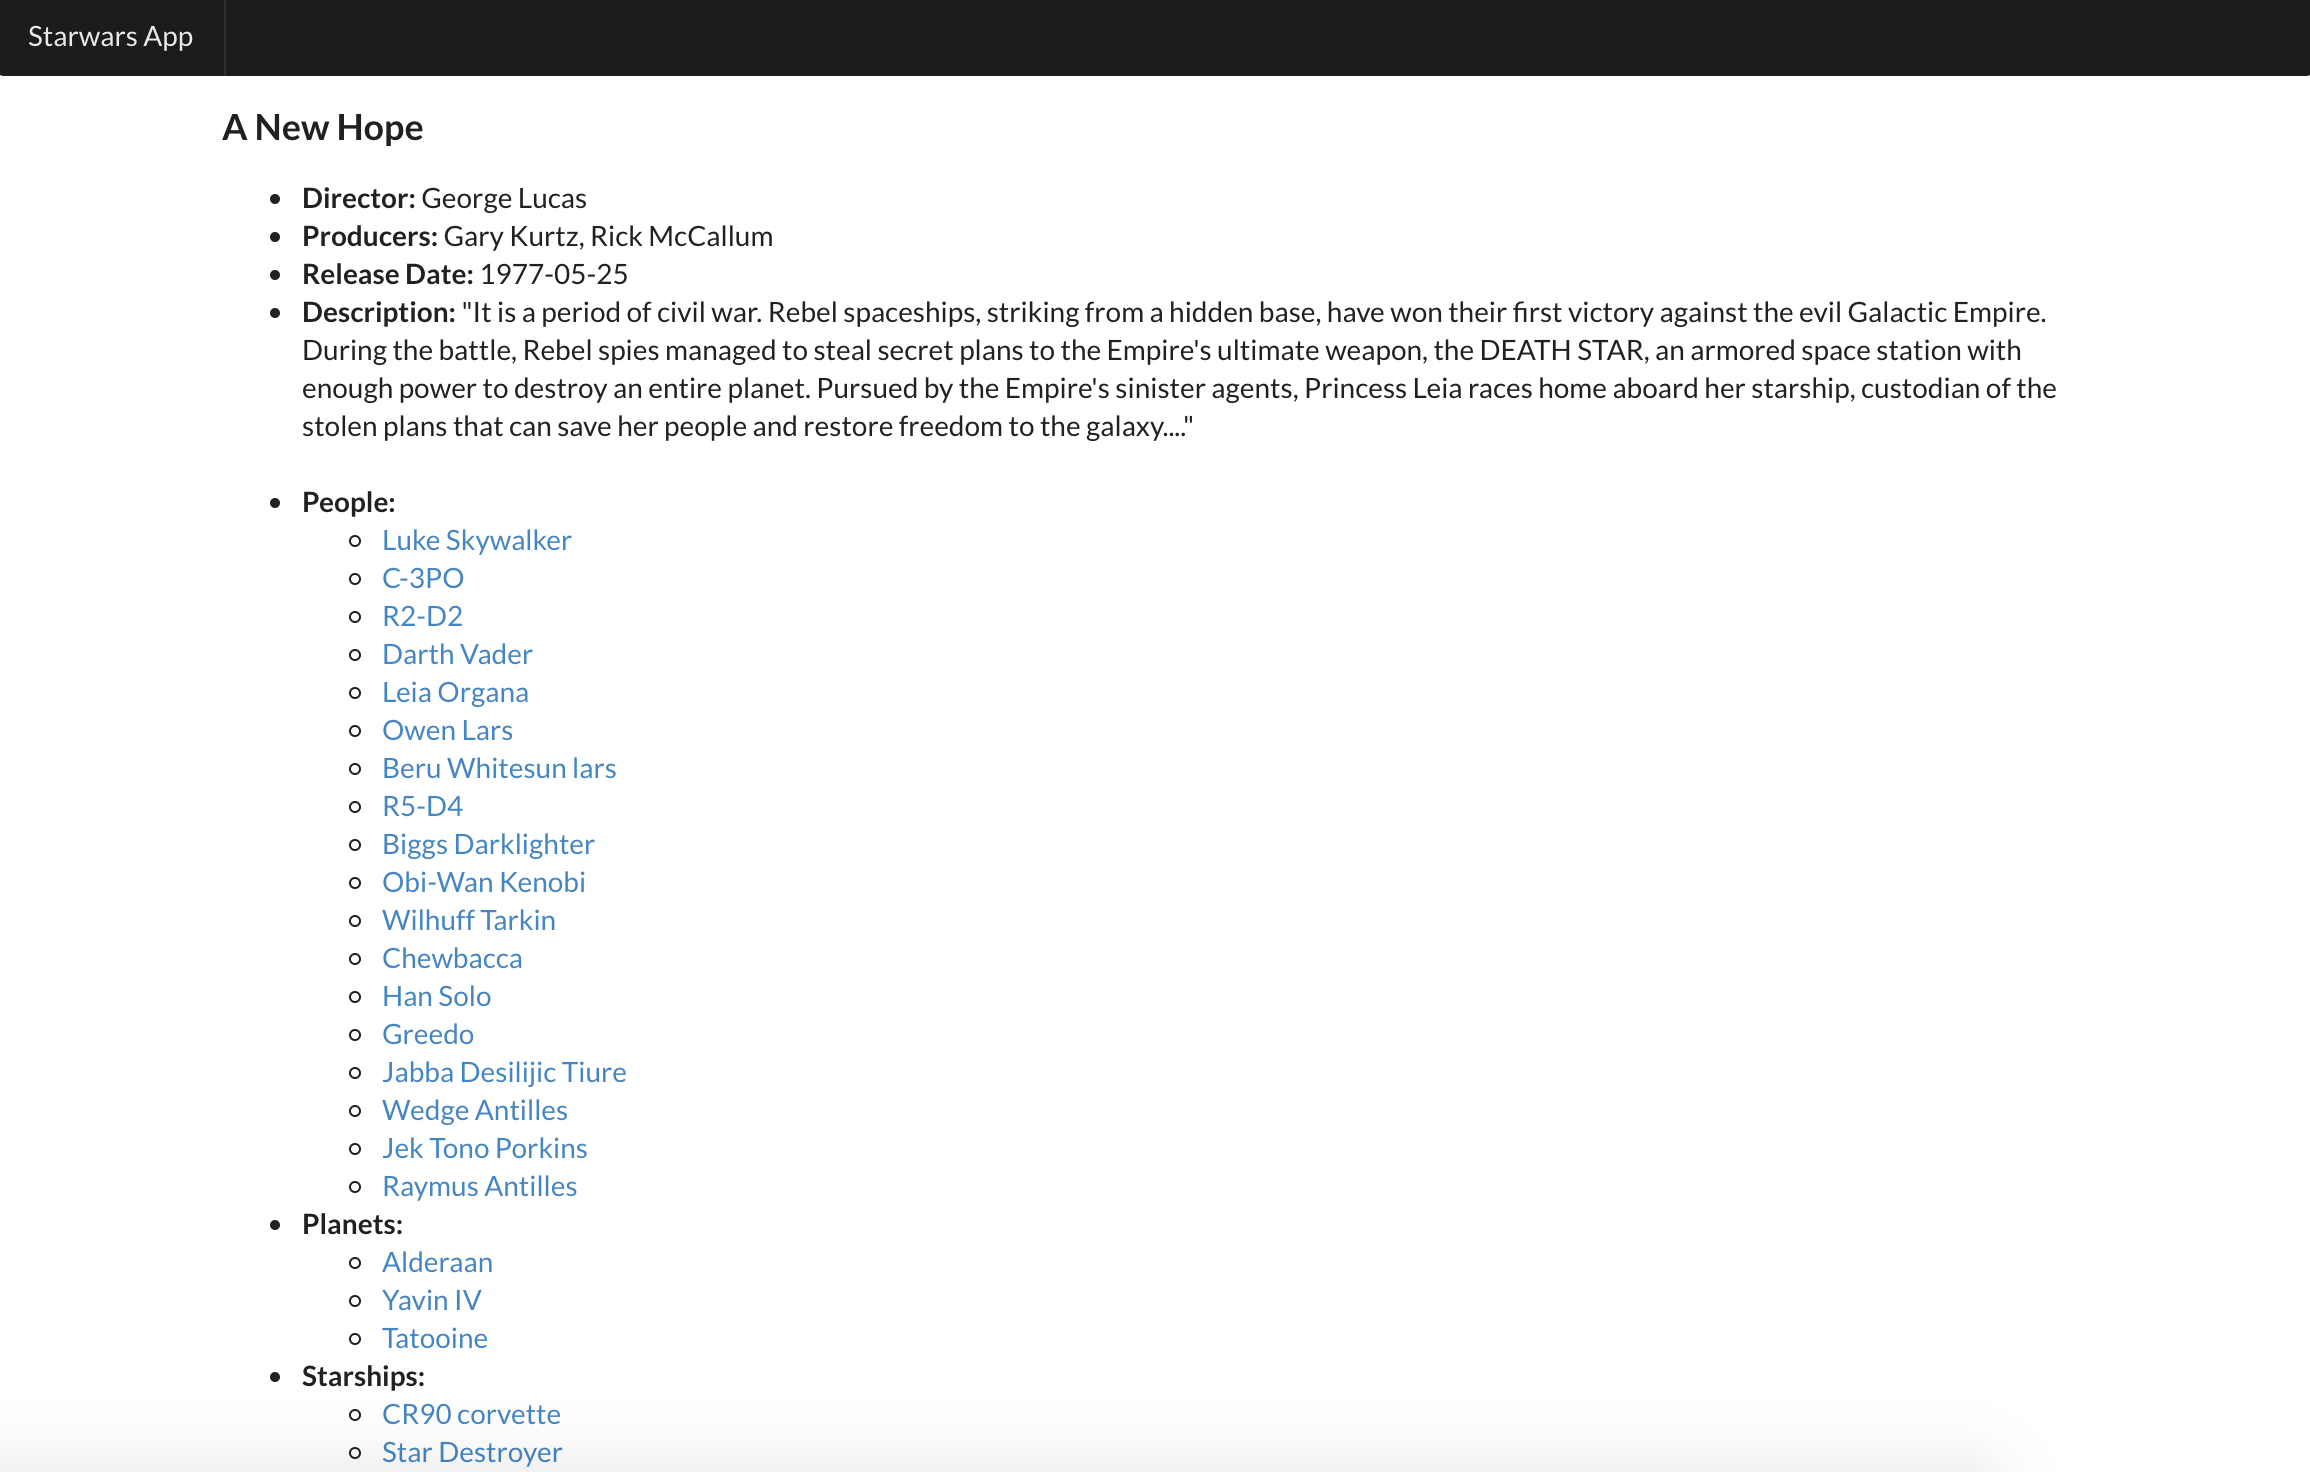 Starwars App
A New Hope
Director: George Lucas
Producers: Gary Kurtz, Rick McCallum
Release Date: 1977-05-25
Description: "It is a period of civil war. Rebel spaceships, striking from a hidden base, have won their first victory against the evil Galactic Empire.
During the battle, Rebel spies managed to steal secret plans to the Empire's ultimate weapon, the DEATH STAR, an armored space station with
enough power to destroy an entire planet. Pursued by the Empire's sinister agents, Princess Leia races home aboard her starship, custodian of the
stolen plans that can save her people and restore freedom to the galaxy...."
People:
Luke Skywalker
C-3PO
R2-D2
Darth Vader
Leia Organa
Owen Lars
Beru Whitesun lars
R5-D4
Biggs Darklighter
Obi-Wan Kenobi
Wilhuff Tarkin
Chewbacca
Han Solo
Greedo
Jabba Desilijic Tiure
Wedge Antilles
Jek Tono Porkins
Raymus Antilles
Planets:
Alderaan
Yavin IV
Tatooine
Starships:
CR90 corvette
Star Destroyer